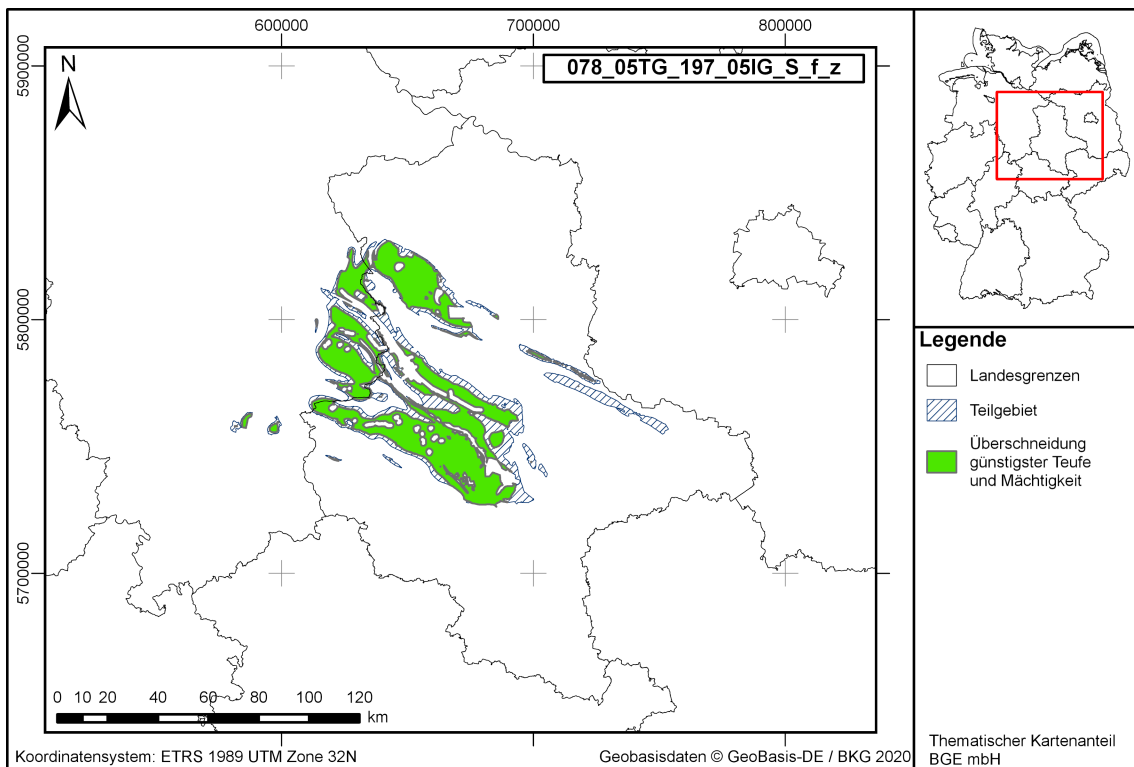 600000
700000
800000
5900000
5800000
5700000
N
078_05TG_197_05IG_S_f_z
0 10 20 40 60 80 100 120
km
Koordinatensystem: ETRS 1989 UTM Zone 32N
Geobasisdaten © GeoBasis-DE / BKG 2020
Legende
Landesgrenzen
Teilgebiet
Überschneidung
günstigster Teufe
und Mächtigkeit
Thematischer Kartenanteil
BGE mbH